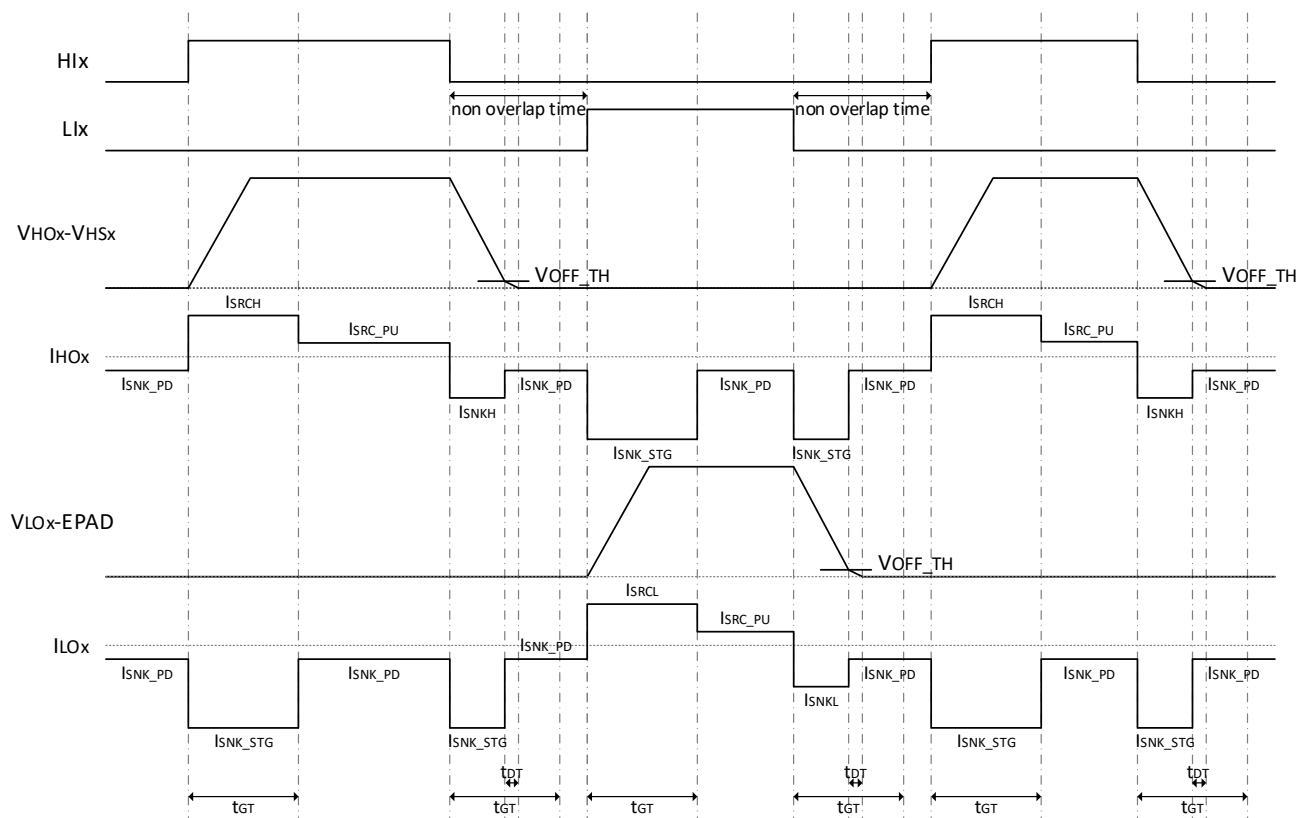 HIx
non overlap time
non overlap time
LIx
VHOx-VHSx
VOFF_TH
VOFF_TH
ISRCH
ISRCH
ISRC_PU
ISRC_PU
IHOx
ISNK_PD
ISNK_PD
ISNK_PD
ISNK_PD
ISNK_PD
ISNKH
ISNKH
ISNK_STG
ISNK_STG
VLOx-EPAD
VOFF_TH
ISRCL
ISRC_PU
ILOx
ISNK_PD
ISNK_PD
ISNK_PD
ISNK_PD
ISNK_PD
ISNK_PD
ISNKL
ISNK_STG
ISNK_STG
ISNK_STG
ISNK_STG
tDT
tDT
tDT
tGT
tGT
tGT
tGT
tGT
tGT